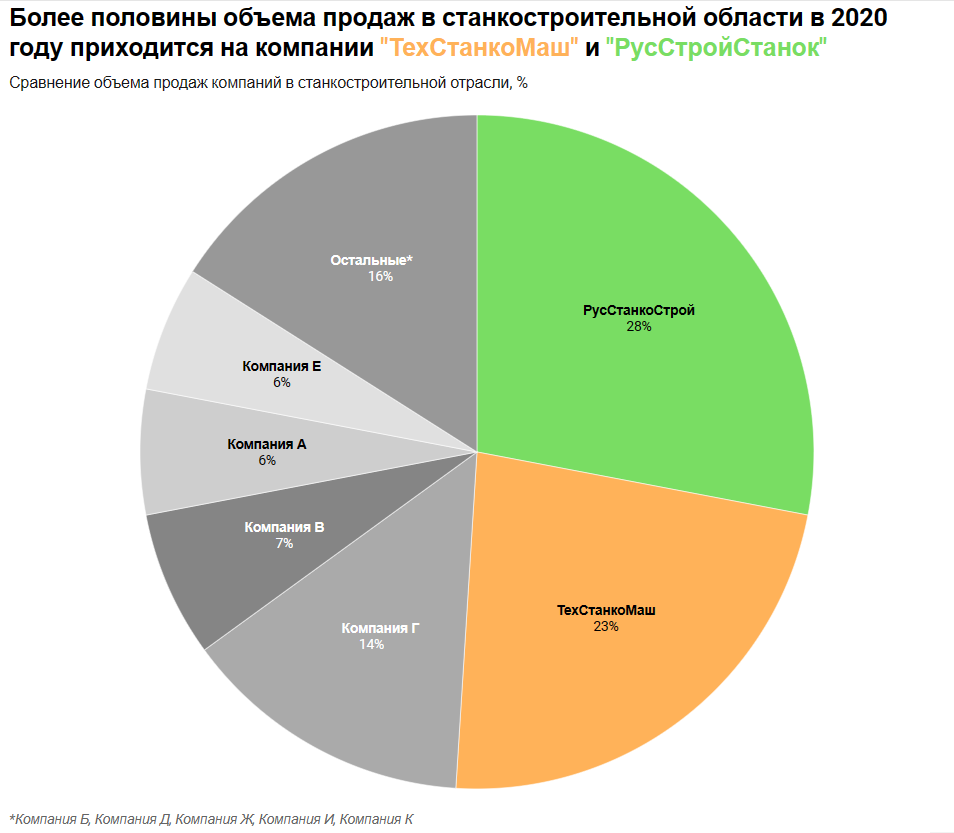 Более половины объема продаж в станкостроительной области в 2020
году приходится на компании "ТехСтанкоМаш" и "РусСтройСтанок"
Сравнение объема продаж компаний в станкостроительной отрасли, %
Остальные*
16%
РусСтанкоСтрой
28%
Компания Е
6%
Компания А
6%
Компания В
7%
ТехСтанкоМаш
23%
Компания Г
14%
*Компания Б, Компания Д, Компания Ж, Компания И, Компания К